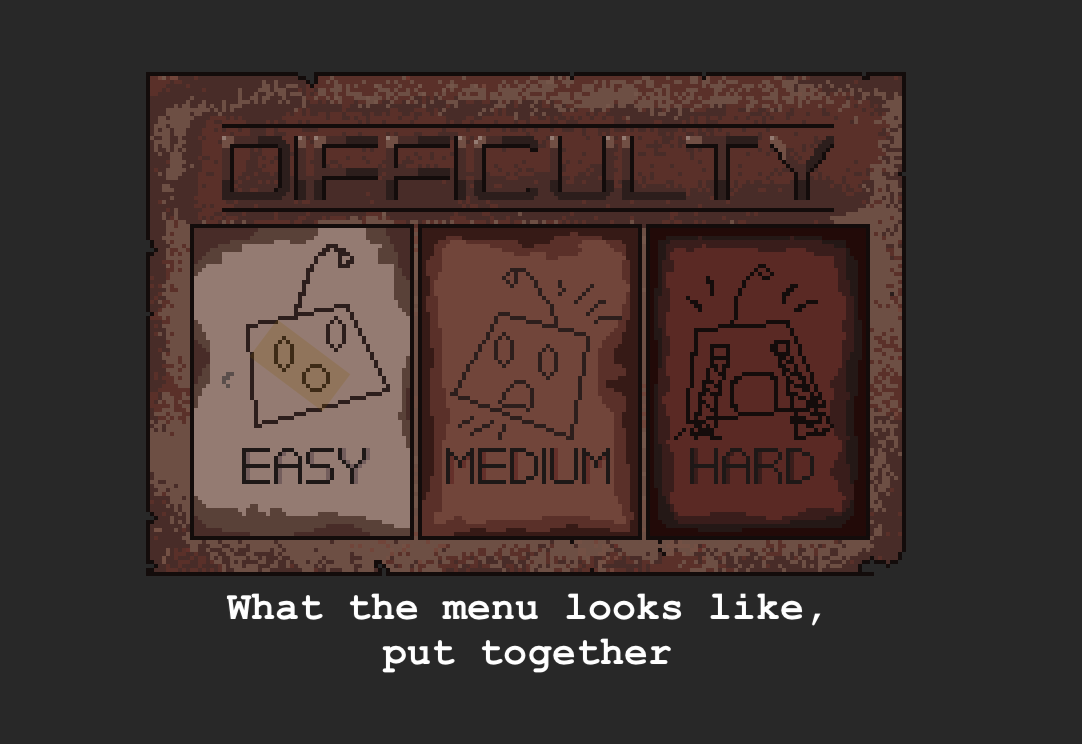 DIFFICULTY
EASY
MEDIUM
HARD
What the menu looks like,
put together